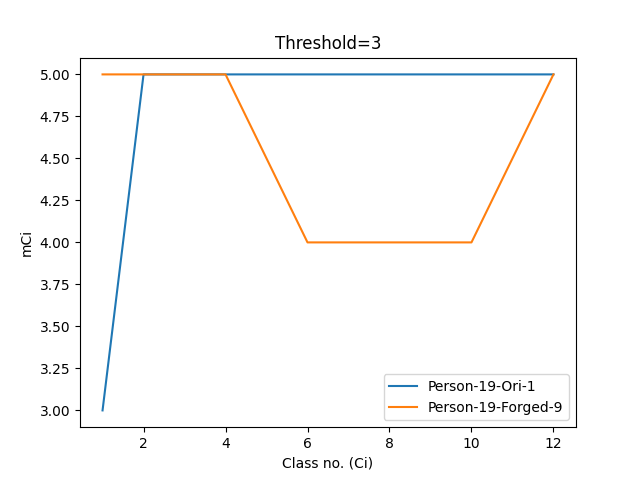 Threshold=3
mCi
5.00
4.75
4.50
4.25
4.00
3.75
3.50
3.25
3.00
Person-19-Ori-1
Person-19-Forged-9
2 4 6 8 10 12
Class no. (Ci)